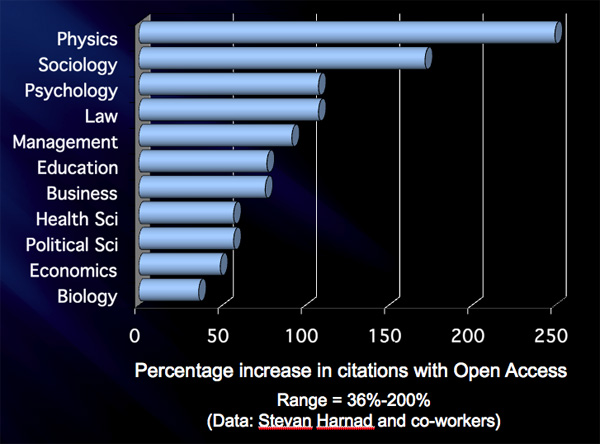 Physics
Sociology
Psychology
Law
Management
Education
Business
Health Sci
Political Sci
Economics
Biology
0 50 100 150 200 250
Percentage increase in citations with Open Access
Range = 36%-200%
(Data: Stevan Harnad and co-workers)